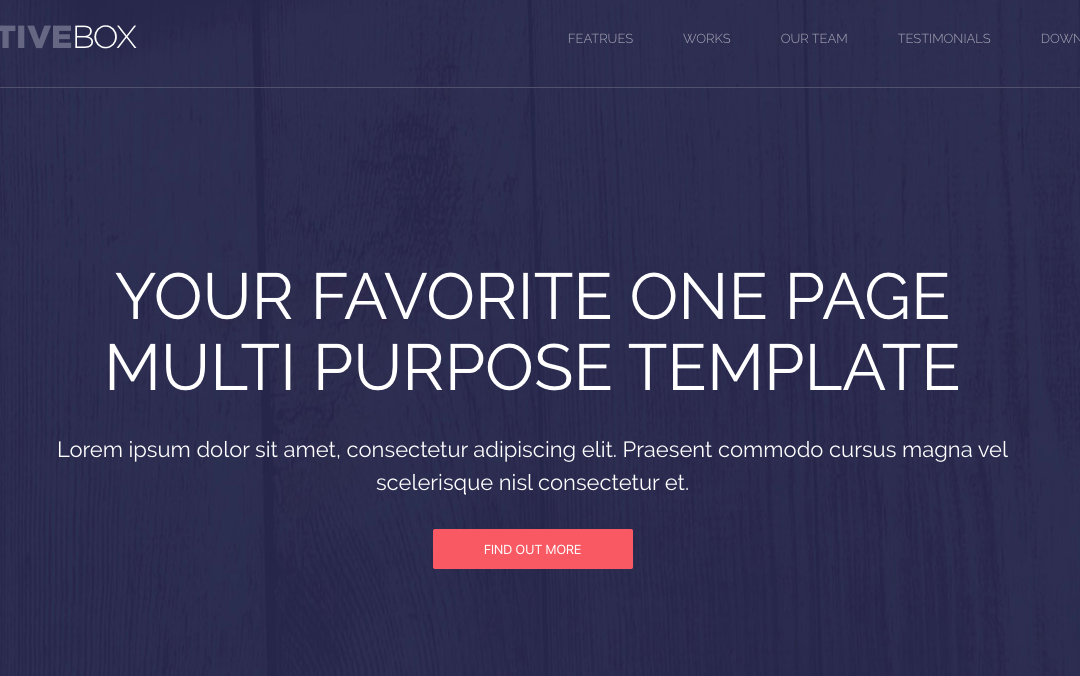 TIVEBOX
FEATRUES WORKS OUR TEAM TESTIMONIALS DOWN
YOUR FAVORITE ONE PAGE
MULTI PURPOSE TEMPLATE
Lorem ipsum dolor sit amet, consectetur adipiscing elit. Praesent commodo cursus magna vel
scelerisque nisl consectetur et.
FIND OUT MORE